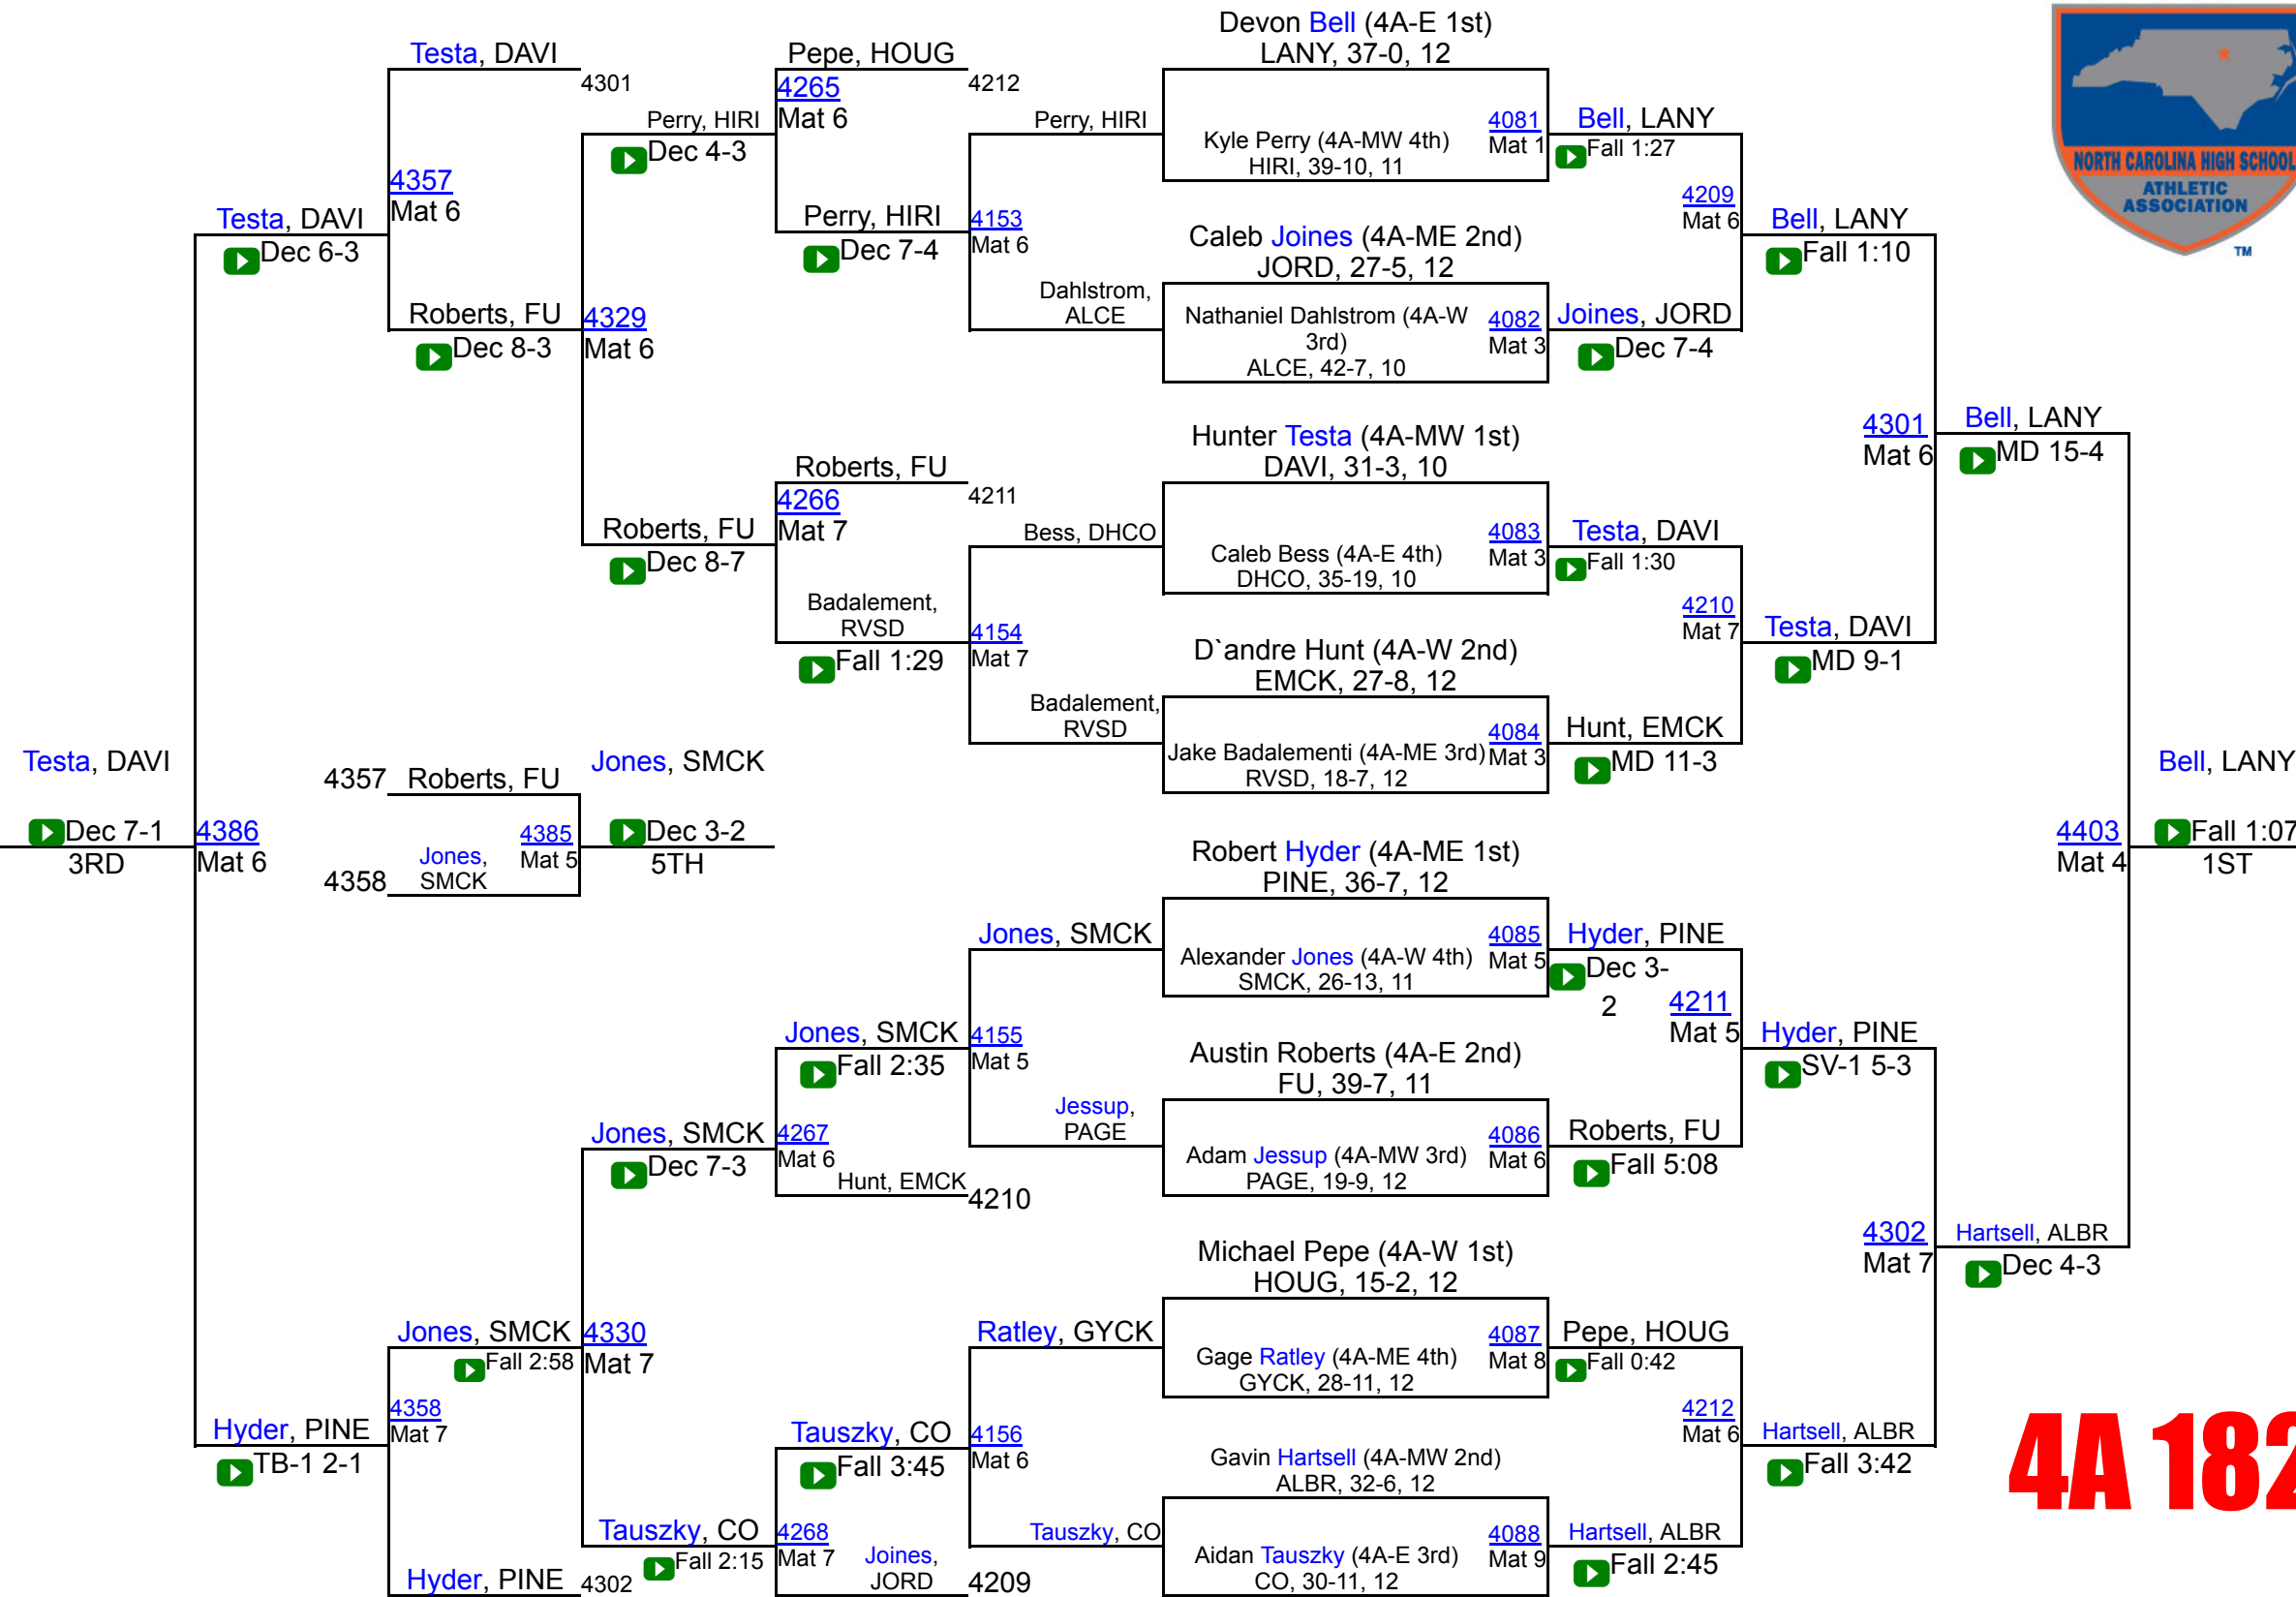 Devon Bell (4A-E 1st)
LANY, 37-0, 12
Testa, DAVI
4301
Pepe, HOUG
4265
Mat 6
4212
Perry, HIRI
Dec 4-3
Perry, HIRI
Kyle Perry (4A-MW 4th)
HIRI, 39-10, 11
4081
Mat 1
Bell, LANY
Fall 1:27
NORTH CAROLINA HIGH SCHOOL
ATHLETIC
ASSOCIATION
TM
4357
Mat 6
Testa, DAVI
Dec 6-3
Perry, HIRI
Dec 7-4
4153
Mat 6
Caleb Joines (4A-ME 2nd)
JORD, 27-5, 12
4209
Mat 6
Bell, LANY
Fall 1:10
Roberts, FU
Dec 8-3
4329
Mat 6
Dahlstrom,
ALCE
Nathaniel Dahlstrom (4A-W
3rd)
ALCE, 42-7, 10
4082
Mat 3
Joines, JORD
Dec 7-4
Hunter Testa (4A-MW 1st)
DAVI, 31-3, 10
4301
Mat 6
Bell, LANY
MD 15-4
Roberts, FU
4266
Mat 7
4211
Roberts, FU
Dec 8-7
Bess, DHCO
Caleb Bess (4A-E 4th)
DHCO, 35-19, 10
4083
Mat 3
Testa, DAVI
Fall 1:30
Badalement,
RVSD
Fall 1:29
4154
Mat 7
D`andre Hunt (4A-W 2nd)
EMCK, 27-8, 12
4210
Mat 7
Testa, DAVI
MD 9-1
Badalement,
RVSD
Jake Badalementi (4A-ME 3rd)
RVSD, 18-7, 12
4084
Mat 3
Hunt, EMCK
MD 11-3
Testa, DAVI
Dec 7-1
3RD
4386
Mat 6
4357
Roberts, FU
4358
Jones,
SMCK
4385
Mat 5
Jones, SMCK
Dec 3-2
5TH
Robert Hyder (4A-ME 1st)
PINE, 36-7, 12
4403
Mat 4
Bell, LANY
Fall 1:07
1ST
Jones, SMCK
Alexander Jones (4A-W 4th)
SMCK, 26-13, 11
4085
Mat 5
Hyder, PINE
Dec 3-
2
4211
Mat 5
Jones, SMCK
Fall 2:35
4155
Mat 5
Austin Roberts (4A-E 2nd)
FU, 39-7, 11
Hyder, PINE
SV-1 5-3
Jones, SMCK
Dec 7-3
4267
Mat 6
Hunt, EMCK
4210
Jessup,
PAGE
Adam Jessup (4A-MW 3rd)
PAGE, 19-9, 12
4086
Mat 6
Roberts, FU
Fall 5:08
Michael Pepe (4A-W 1st)
HOUG, 15-2, 12
4302
Mat 7
Hartsell, ALBR
Dec 4-3
Jones, SMCK
Fall 2:58
4330
Mat 7
Ratley, GYCK
Gage Ratley (4A-ME 4th)
GYCK, 28-11, 12
4087
Mat 8
Pepe, HOUG
Fall 0:42
4358
Mat 7
Hyder, PINE
TB-1 2-1
Tauszky, CO
Fall 3:45
4156
Mat 6
Gavin Hartsell (4A-MW 2nd)
ALBR, 32-6, 12
4212
Mat 6
Hartsell, ALBR
Fall 3:42
Tauszky, CO
Fall 2:15
4268
Mat 7
Joines,
JORD
4209
Tauszky, CO
Aidan Tauszky (4A-E 3rd)
CO, 30-11, 12
4088
Mat 9
Hartsell, ALBR
Fall 2:45
Hyder, PINE
4302
4A 182